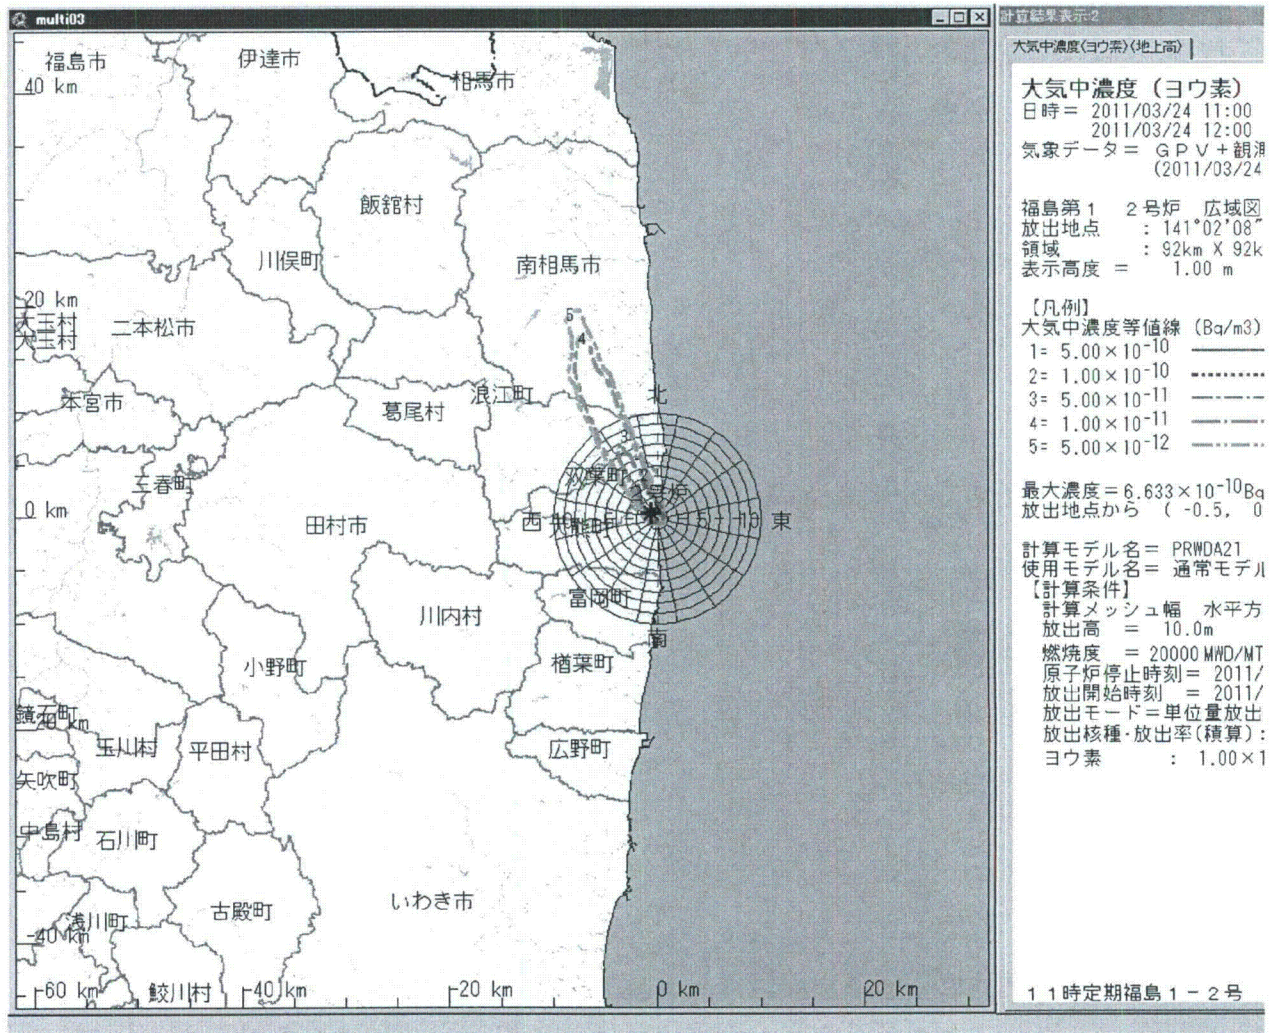 multi03
福島市
伊達市
相馬市
40 km
飯舘村
川俣町
南相馬市
20 km
大玉村
大玉村
二本松市
5
4
浪江町
北
本宮市
葛尾村
3
双葉町
三春町
0 km
田村市
西
10
東
富岡町
川内村
南
小野町
楢葉町
鏡石町
-20 km
玉川村
平田村
広野町
矢吹町
中島村
石川町
いわき市
浅川町
古殿町
-40 km
鮫川村
-60 km
-40 km
-20 km
0 km
20 km
計算結果表示:2
大気中濃度(ヨウ素)(地上高)
大気中濃度（ヨウ素）
日時＝ 2011/03/24 11:00
2011/03/24 12:00
気象データ＝ ＧＰＶ＋観測
(2011/03/24
福島第１ ２号炉 広域図
放出地点 : 141°02'08"
領域 : 92km X 92k
表示高度 = 1.00 m
【凡例】
大気中濃度等値線 (Bq/m3)
1= 5.00×10-10
2= 1.00×10-10
3= 5.00×10-11
4= 1.00×10-11
5= 5.00×10-12
最大濃度＝6.633×10-10Bq
放出地点から ( -0.5, 0
計算モデル名＝ PRWDA21
使用モデル名＝ 通常モデル
【計算条件】
計算メッシュ幅 水平方
放出高 = 10.0m
燃焼度 = 20000MWD/MT
原子炉停止時刻＝ 2011/
放出開始時刻 = 2011/
放出モード＝単位量放出
放出核種･放出率(積算):
ヨウ素 : 1.00×1
１１時定期福島１－２号